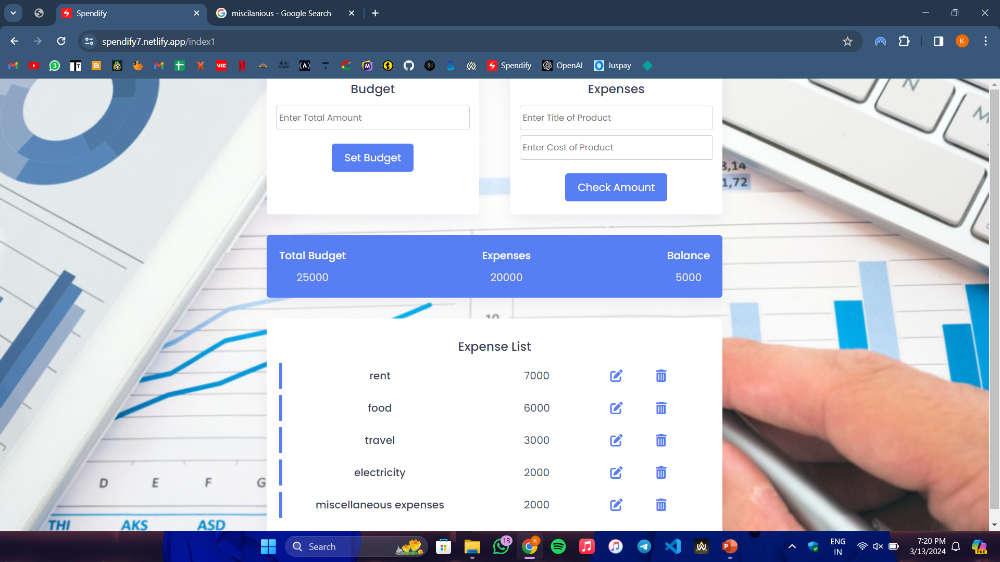 Spendify
miscilanious - Google Search
spendify7.netlify.app/index1
Spendify
OpenAI
Juspay
Budget
Enter Total Amount
Set Budget
Expenses
Enter Title of Product
Enter Cost of Product
Check Amount
3,14
1,72
N
M
Total Budget Expenses Balance
25000 20000 5000
10
Expense List
rent 7000
food 6000
travel 3000
electricity 2000
miscellaneous expenses 2000
D E F G
THI AKS ASD
Search
13
K
ENG
IN
7:20 PM
3/13/2024
PRE